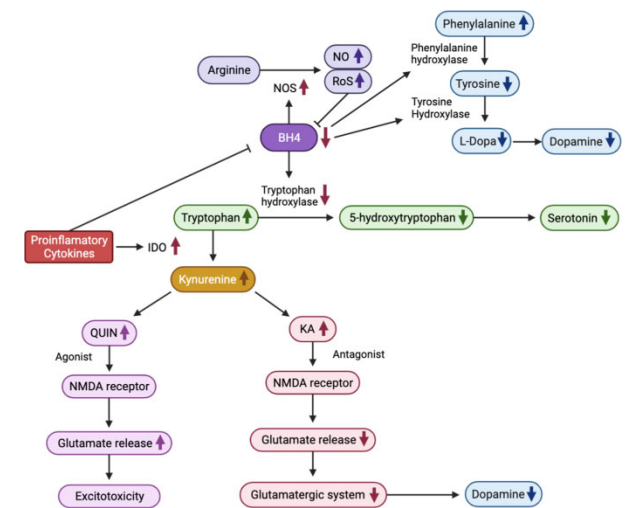 Phenylalanine
Phenylalanine
hydroxylase
NO
Arginine
RoS
NOS
Tyrosine
Tyrosine
Hydroxylase
BH4
L-Dopa
Dopamine
Tryptophan
hydroxylase
Tryptophan
5-hydroxytryptophan
Serotonin
Proinflamatory
Cytokines
IDO
Kynurenine
QUIN
KA
Agonist
Antagonist
NMDA receptor
NMDA receptor
Glutamate release
Glutamate release
Excitotoxicity
Glutamatergic system
Dopamine